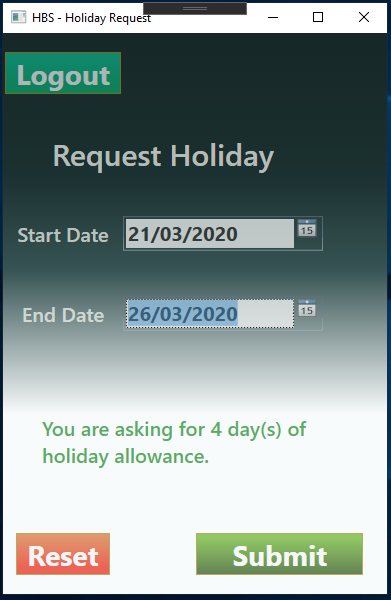 HBS - Holiday Request
Logout
Request Holiday
Start Date 21/03/2020 15
End Date 26/03/2020 15
You are asking for 4 day(s) of
holiday allowance.
Reset Submit